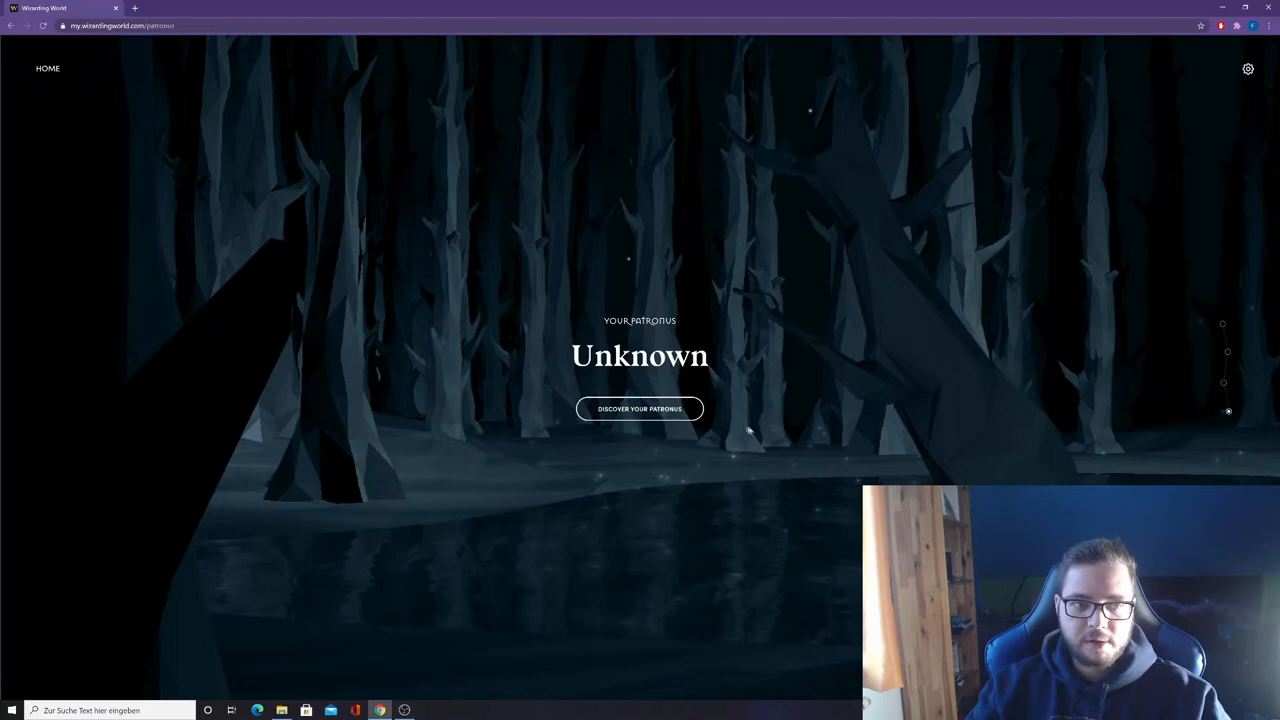 Wizarding World
my.wizardingworld.com/patronus
HOME
YOUR PATRONUS
Unknown
DISCOVER YOUR PATRONUS
Zur Suche Text hier eingeben